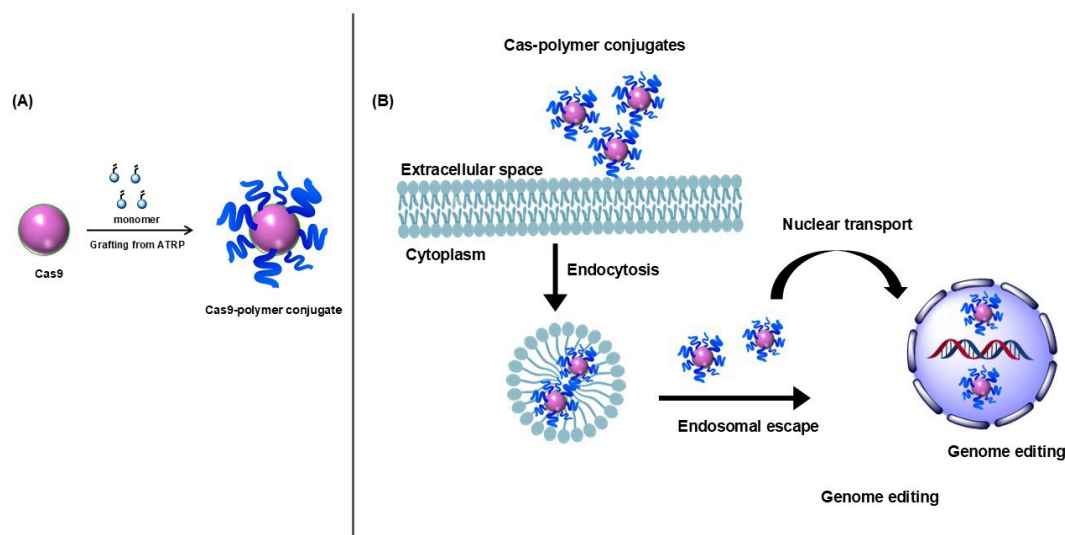 (A)
monomer
Grafting from ATRP
Cas9
Cas9-polymer conjugate
(B)
Cas-polymer conjugates
Extracellular space
Cytoplasm
Endocytosis
Nuclear transport
Endosomal escape
Genome editing
Genome editing